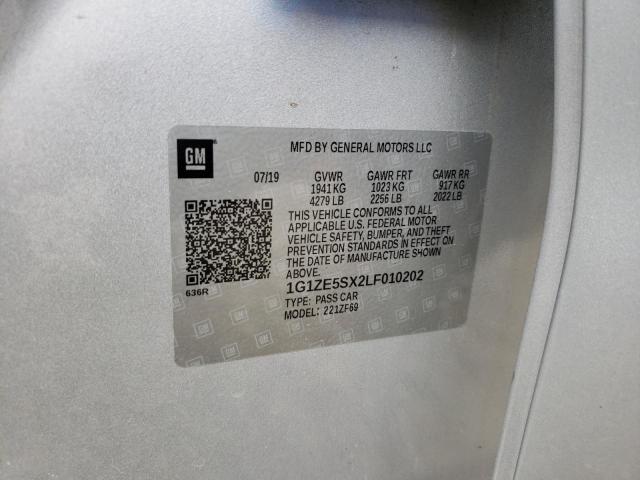 GM
MFD BY GENERAL MOTORS LLC
07/19 GVWR GAWR FRT GAWR RR
1941 KG 1023 KG 917 KG
4279 LB 2256 LB 2022 LB
THIS VEHICLE CONFORMS TO ALL
APPLICABLE U.S. FEDERAL MOTOR
VEHICLE SAFETY, BUMPER, AND THEFT
PREVENTION STANDARDS IN EFFECT ON
THE DATE OF MANUFACTURE SHOWN
ABOVE.
636R
1G1ZE5SX2LF010202
TYPE: PASS CAR
MODEL: 221ZF69